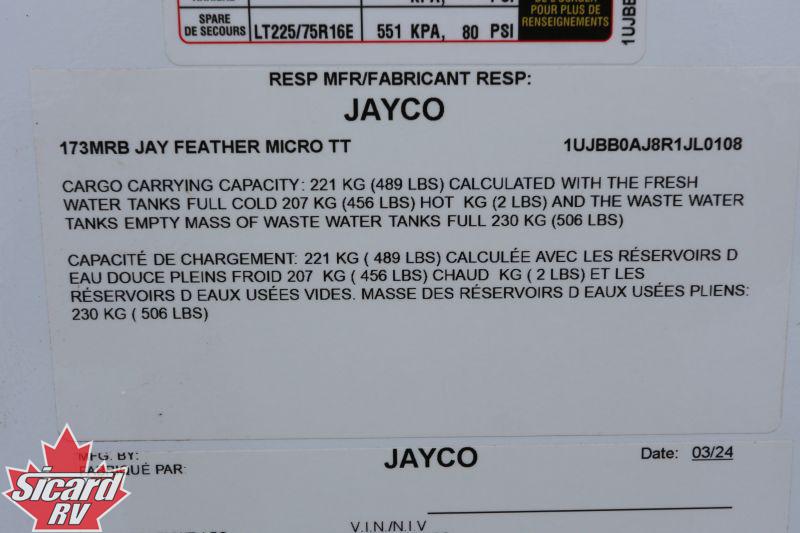 DE L'USAGER
POUR PLUS DE
RENSEIGNEMENTS
SPARE
DE SECOURS LT225/75R16E 551 KPA, 80 PSI
RESP MFR/FABRICANT RESP:
JAYCO
173MRB JAY FEATHER MICRO TT 1UJBB0AJ8R1JL0108
CARGO CARRYING CAPACITY: 221 KG (489 LBS) CALCULATED WITH THE FRESH
WATER TANKS FULL COLD 207 KG (456 LBS) HOT KG (2 LBS) AND THE WASTE WATER
TANKS EMPTY MASS OF WASTE WATER TANKS FULL 230 KG (506 LBS)
CAPACITÉ DE CHARGEMENT: 221 KG ( 489 LBS) CALCULÉE AVEC LES RÉSERVOIRS D
EAU DOUCE PLEINS FROID 207 KG ( 456 LBS) CHAUD KG ( 2 LBS) ET LES
RÉSERVOIRS D EAUX USÉES VIDES. MASSE DES RÉSERVOIRS D EAUX USÉES PLIENS:
230 KG ( 506 LBS)
MFG. BY:
FABRIQUÉ PAR: JAYCO Date: 03/24
V.I.N./N.I.V
Sicard
RV